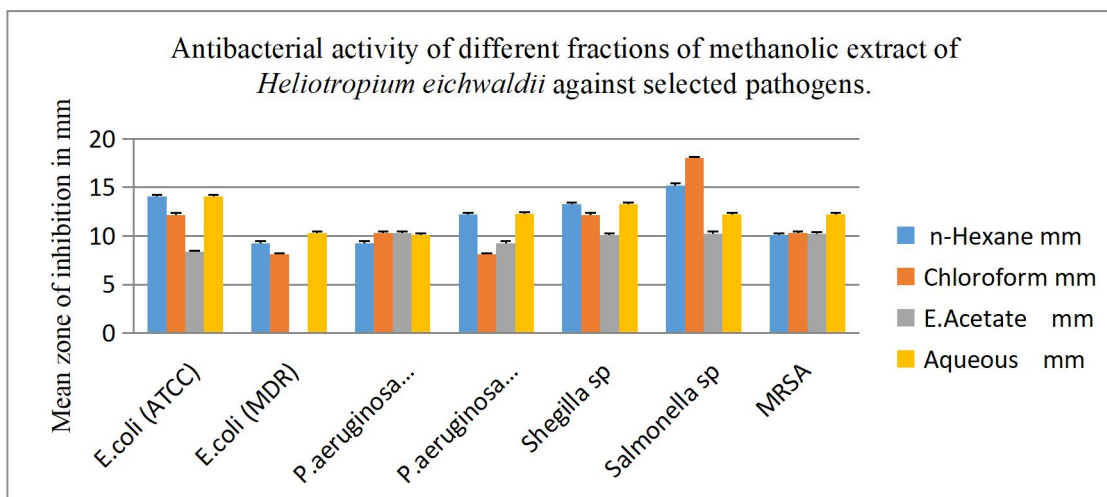 Antibacterial activity of different fractions of methanolic extract of
Heliotropium eichwaldii against selected pathogens.
Mean zone of inhibition in mm
20
15
10
5
0
E.coli (ATCC)
E.coli (MDR)
P.aeruginosa...
P.aeruginosa...
Shegilla sp
Salmonella sp
MRSA
n-Hexane mm
Chloroform mm
E.Acetate mm
Aqueous mm